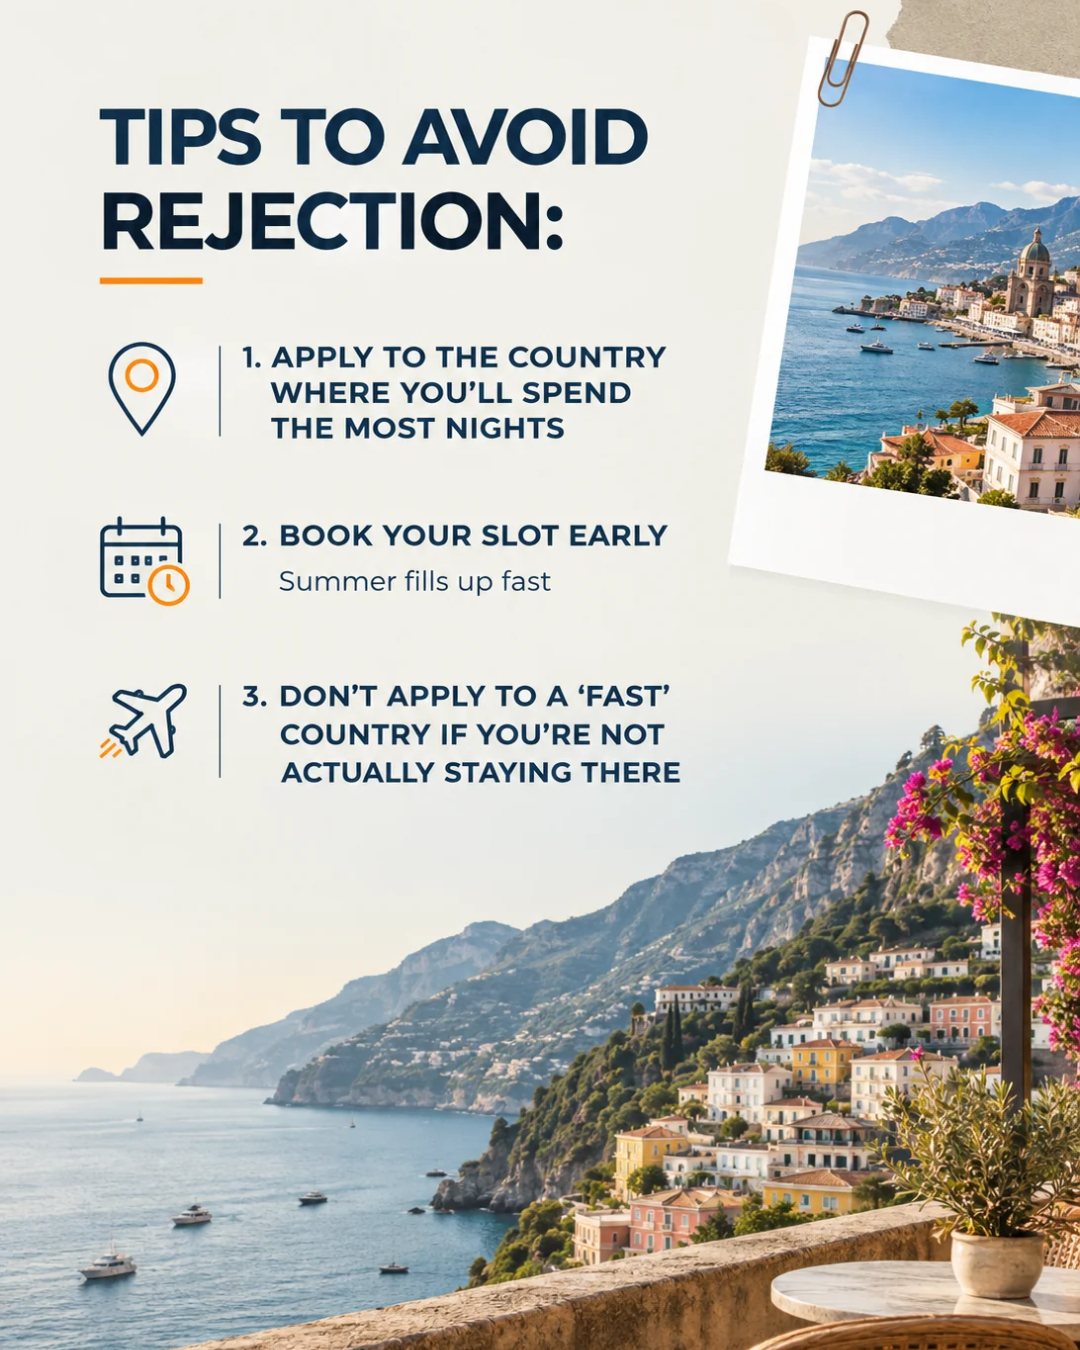 TIPS TO AVOID
REJECTION:
1. APPLY TO THE COUNTRY
WHERE YOU’LL SPEND
THE MOST NIGHTS
2. BOOK YOUR SLOT EARLY
Summer fills up fast
3. DON’T APPLY TO A ‘FAST’
COUNTRY IF YOU’RE NOT
ACTUALLY STAYING THERE